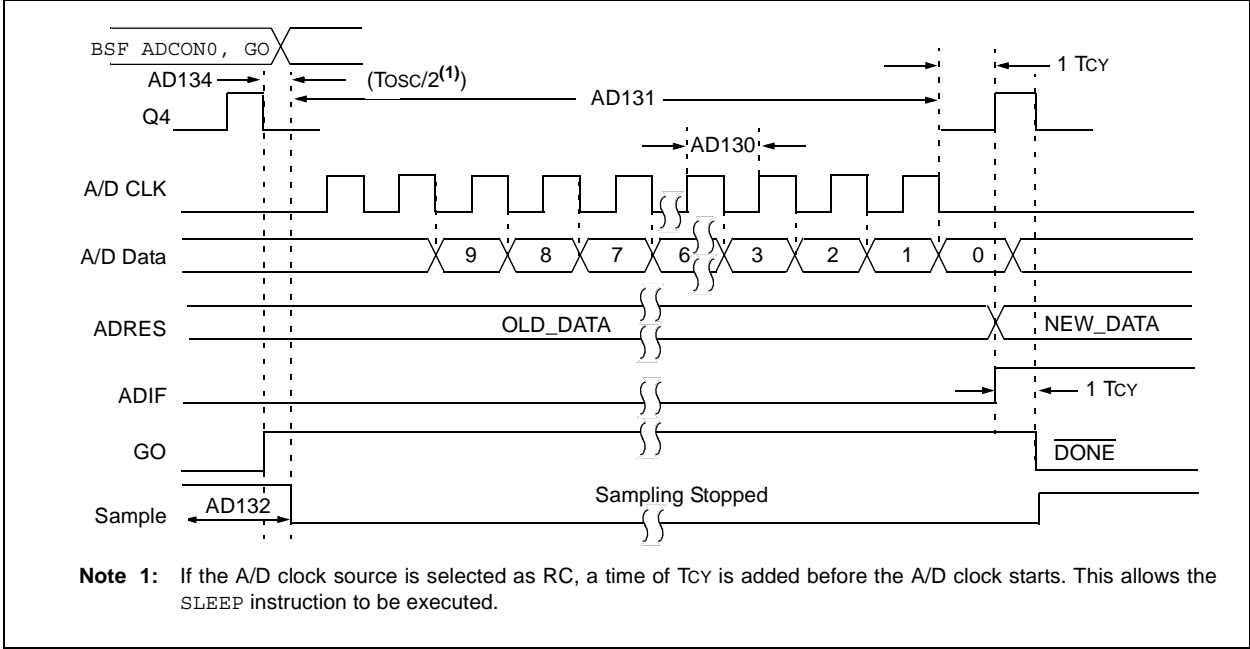 BSF ADCON0, GO
1 TCY
AD134
(TOSC/2(1))
AD131
Q4
AD130
A/D CLK
A/D Data 9 8 7 6 3 2 1 0
ADRES OLD_DATA NEW_DATA
ADIF 1 TCY
GO DONE
Sample AD132 Sampling Stopped
Note 1: If the A/D clock source is selected as RC, a time of TCY is added before the A/D clock starts. This allows the
SLEEP instruction to be executed.